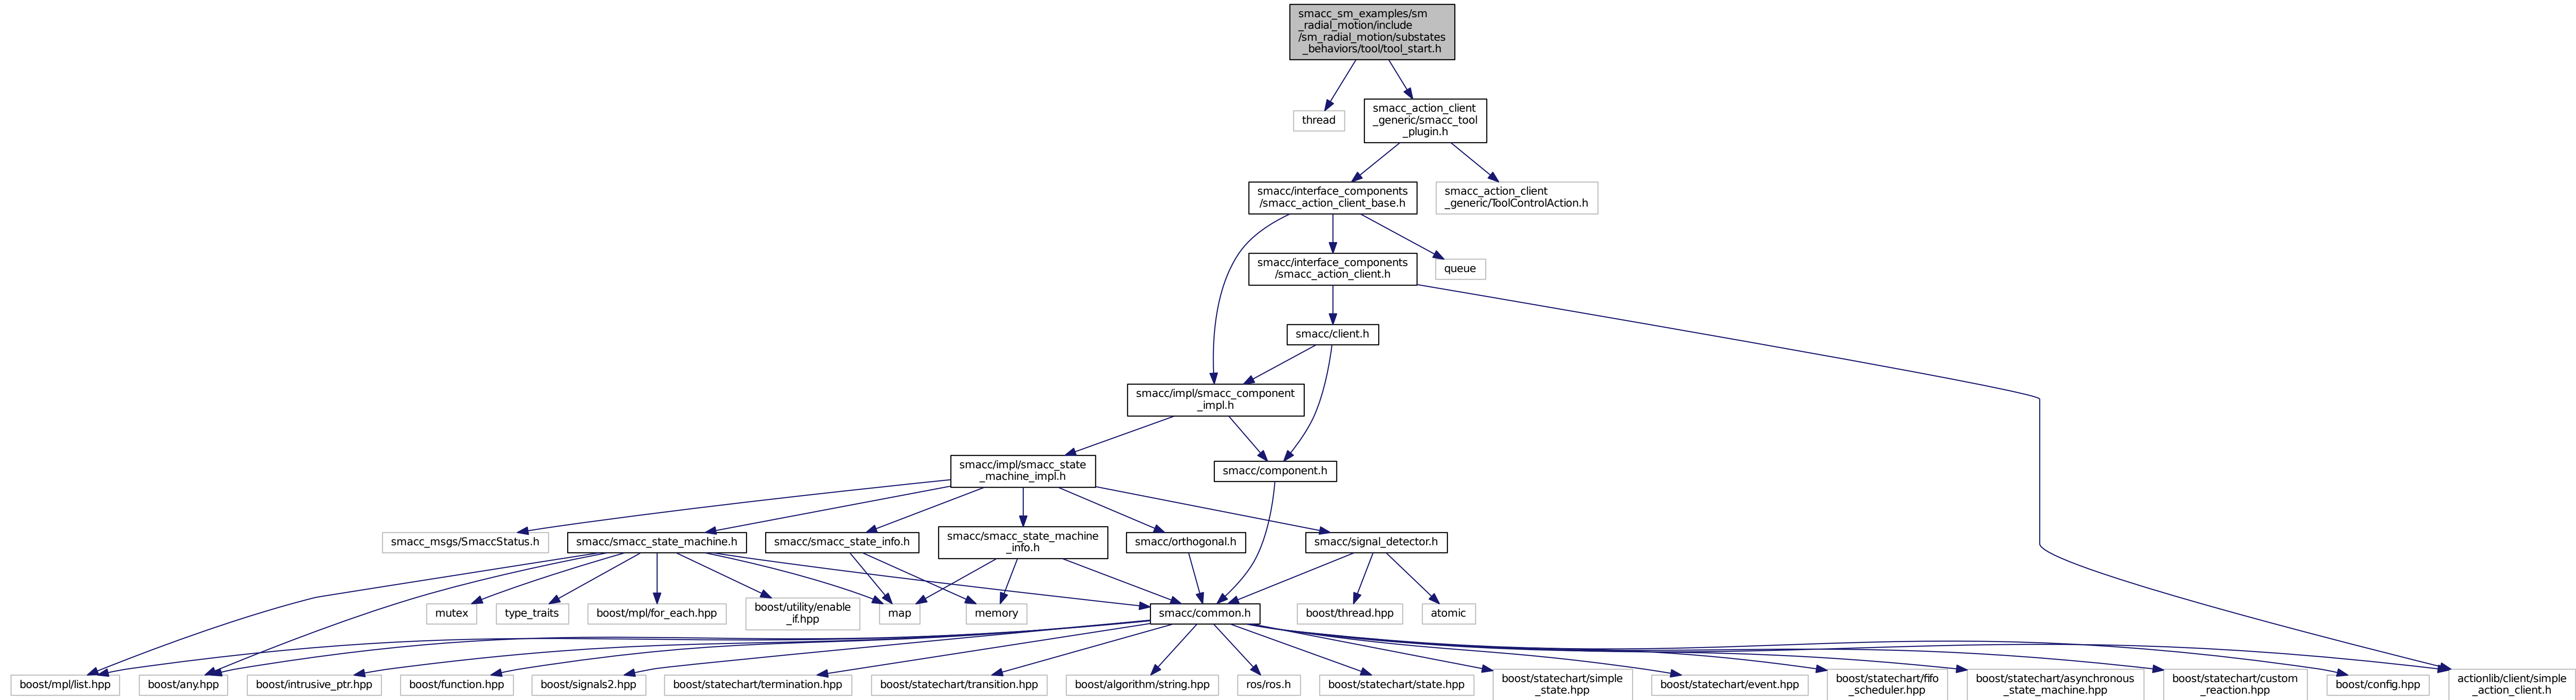 smacc_sm_examples/sm
_radial_motion/include
/sm_radial_motion/substates
_behaviors/tool/tool_start.h
thread
smacc_action_client
_generic/smacc_tool
_plugin.h
smacc/interface_components
/smacc_action_client_base.h
smacc_action_client
_generic/ToolControlAction.h
smacc/interface_components
/smacc_action_client.h
queue
smacc/client.h
smacc/impl/smacc_component
_impl.h
smacc/impl/smacc_state
_machine_impl.h
smacc/component.h
smacc_msgs/SmaccStatus.h
smacc/smacc_state_machine.h
smacc/smacc_state_info.h
smacc/smacc_state_machine
_info.h
smacc/orthogonal.h
smacc/signal_detector.h
mutex
type_traits
boost/mpl/for_each.hpp
boost/utility/enable
_if.hpp
map
memory
smacc/common.h
boost/thread.hpp
atomic
boost/mpl/list.hpp
boost/any.hpp
boost/intrusive_ptr.hpp
boost/function.hpp
boost/signals2.hpp
boost/statechart/termination.hpp
boost/statechart/transition.hpp
boost/algorithm/string.hpp
ros/ros.h
boost/statechart/state.hpp
boost/statechart/simple
_state.hpp
boost/statechart/event.hpp
boost/statechart/fifo
_scheduler.hpp
boost/statechart/asynchronous
_state_machine.hpp
boost/statechart/custom
_reaction.hpp
boost/config.hpp
actionlib/client/simple
_action_client.h